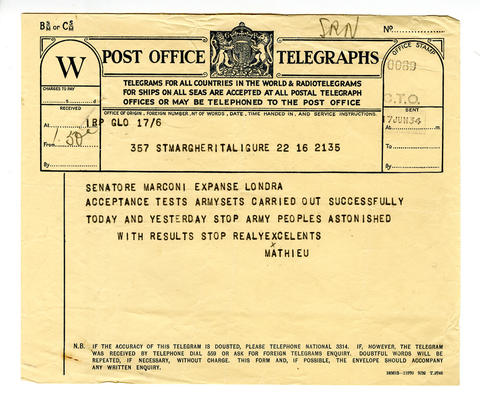 B or C
SRN
No
W
POST OFFICE TELEGRAPHS
TELEGRAMS FOR ALL COUNTRIES IN THE WORLD & RADIOTELEGRAMS
FOR SHIPS ON ALL SEAS ARE ACCEPTED AT ALL POSTAL TELEGRAPH
OFFICES OR MAY BE TELEPHONED TO THE POST OFFICE
OFFICE STAMP
C.T.O.
17 JUN 34
CHARGES TO PAY
s. d.
RECEIVED
At
From
SENT
At
To
OFFICE OF ORIGIN, FOREIGN NUMBER, No OF WORDS, DATE, TIME HANDED IN, AND SERVICE INSTRUCTIONS.
IRP GLO 17/6
357 STMARGHERITALIGURE 22 16 2135
SENATORE MARCONI EXPANSE LONDRA
ACCEPTANCE TESTS ARMYSETS CARRIED OUT SUCCESSFULLY
TODAY AND YESTERDAY STOP ARMY PEOPLES ASTONISHED
WITH RESULTS STOP REALYEXCELENTS
x
MATHIEU
N.B. IF THE ACCURACY OF THIS TELEGRAM IS DOUBTED, PLEASE TELEPHONE NATIONAL 3314. IF, HOWEVER, THE TELEGRAM
WAS RECEIVED BY TELEPHONE DIAL 559 OR ASK FOR FOREIGN TELEGRAMS ENQUIRY. DOUBTFUL WORDS WILL BE
REPEATED, IF NECESSARY, WITHOUT CHARGE. THIS FORM AND, IF POSSIBLE, THE ENVELOPE SHOULD ACCOMPANY
ANY WRITTEN ENQUIRY.